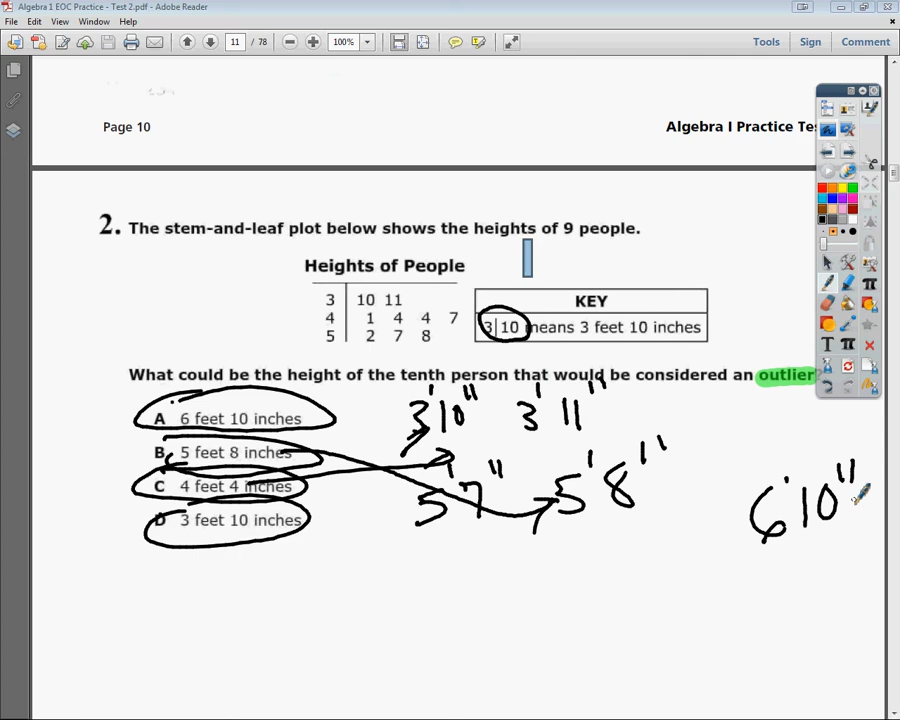 Algebra 1 EOC Practice - Test 2.pdf - Adobe Reader
File Edit View Window Help
11 / 78 100% Tools Sign Comment
Page 10
Algebra I Practice Te
2. The stem-and-leaf plot below shows the heights of 9 people.
Heights of People
3 10 11
4 1 4 4 7
5 2 7 8
KEY
3|10 means 3 feet 10 inches
What could be the height of the tenth person that would be considered an outlier?
A 6 feet 10 inches
B 5 feet 8 inches
C 4 feet 4 inches
D 3 feet 10 inches
3'10" 3'11"
5'7" 5'8"
6'10"